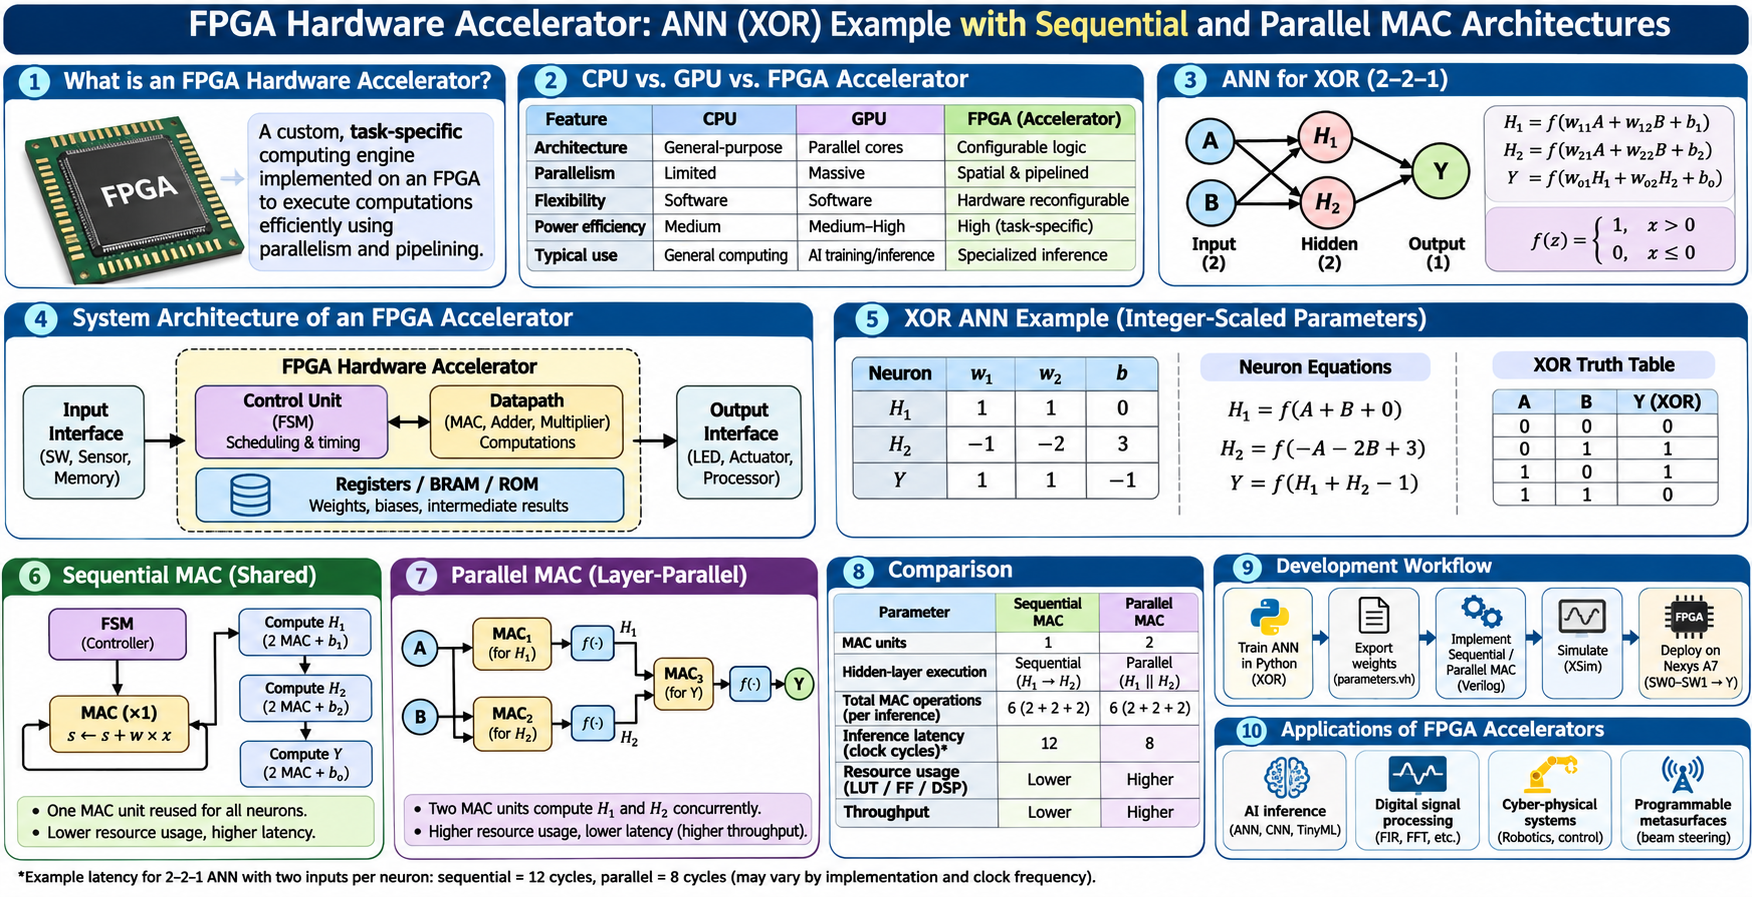 FPGA Hardware Accelerator: ANN (XOR) Example with Sequential and Parallel MAC Architectures
1 What is an FPGA Hardware Accelerator?
FPGA
A custom, task-specific
computing engine
implemented on an FPGA
to execute computations
efficiently using
parallelism and pipelining.
2 CPU vs. GPU vs. FPGA Accelerator
Feature CPU GPU FPGA (Accelerator)
Architecture General-purpose Parallel cores Configurable logic
Parallelism Limited Massive Spatial & pipelined
Flexibility Software Software Hardware reconfigurable
Power efficiency Medium Medium–High High (task-specific)
Typical use General computing AI training/inference Specialized inference
3 ANN for XOR (2–2–1)
A
B
H₁
H₂
Y
Input
(2)
Hidden
(2)
Output
(1)
H₁ = f(w₁₁A + w₁₂B + b₁)
H₂ = f(w₂₁A + w₂₂B + b₂)
Y = f(wₒ₁H₁ + wₒ₂H₂ + bₒ)
f(z) = { 1, x > 0
0, x ≤ 0
4 System Architecture of an FPGA Accelerator
Input
Interface
(SW, Sensor,
Memory)
FPGA Hardware Accelerator
Control Unit
(FSM)
Scheduling & timing
Datapath
(MAC, Adder, Multiplier)
Computations
Registers / BRAM / ROM
Weights, biases, intermediate results
Output
Interface
(LED, Actuator,
Processor)
5 XOR ANN Example (Integer-Scaled Parameters)
Neuron w₁ w₂ b
H₁ 1 1 0
H₂ −1 −2 3
Y 1 1 −1
Neuron Equations
H₁ = f(A + B + 0)
H₂ = f(−A − 2B + 3)
Y = f(H₁ + H₂ − 1)
XOR Truth Table
A B Y (XOR)
0 0 0
0 1 1
1 0 1
1 1 0
6 Sequential MAC (Shared)
FSM
(Controller)
MAC (×1)
s ← s + w × x
Compute H₁
(2 MAC + b₁)
Compute H₂
(2 MAC + b₂)
Compute Y
(2 MAC + bₒ)
• One MAC unit reused for all neurons.
• Lower resource usage, higher latency.
7 Parallel MAC (Layer-Parallel)
A
B
MAC₁
(for H₁)
MAC₂
(for H₂)
f(·)
H₁
f(·)
H₂
MAC₃
(for Y)
f(·)
Y
• Two MAC units compute H₁ and H₂ concurrently.
• Higher resource usage, lower latency (higher throughput).
8 Comparison
Parameter Sequential MAC Parallel MAC
MAC units 1 2
Hidden-layer execution Sequential (H₁ → H₂) Parallel (H₁ || H₂)
Total MAC operations (per inference) 6 (2 + 2 + 2) 6 (2 + 2 + 2)
Inference latency (clock cycles)* 12 8
Resource usage (LUT / FF / DSP) Lower Higher
Throughput Lower Higher
9 Development Workflow
Train ANN
in Python
(XOR)
Export
weights
(parameters.vh)
Implement
Sequential /
Parallel MAC
(Verilog)
Simulate
(XSim)
FPGA
Deploy on
Nexys A7
(SW0–SW1 → Y)
10 Applications of FPGA Accelerators
AI inference
(ANN, CNN, TinyML)
Digital signal
processing
(FIR, FFT, etc.)
Cyber-physical
systems
(Robotics, control)
Programmable
metasurfaces
(beam steering)
*Example latency for 2–2–1 ANN with two inputs per neuron: sequential = 12 cycles, parallel = 8 cycles (may vary by implementation and clock frequency).